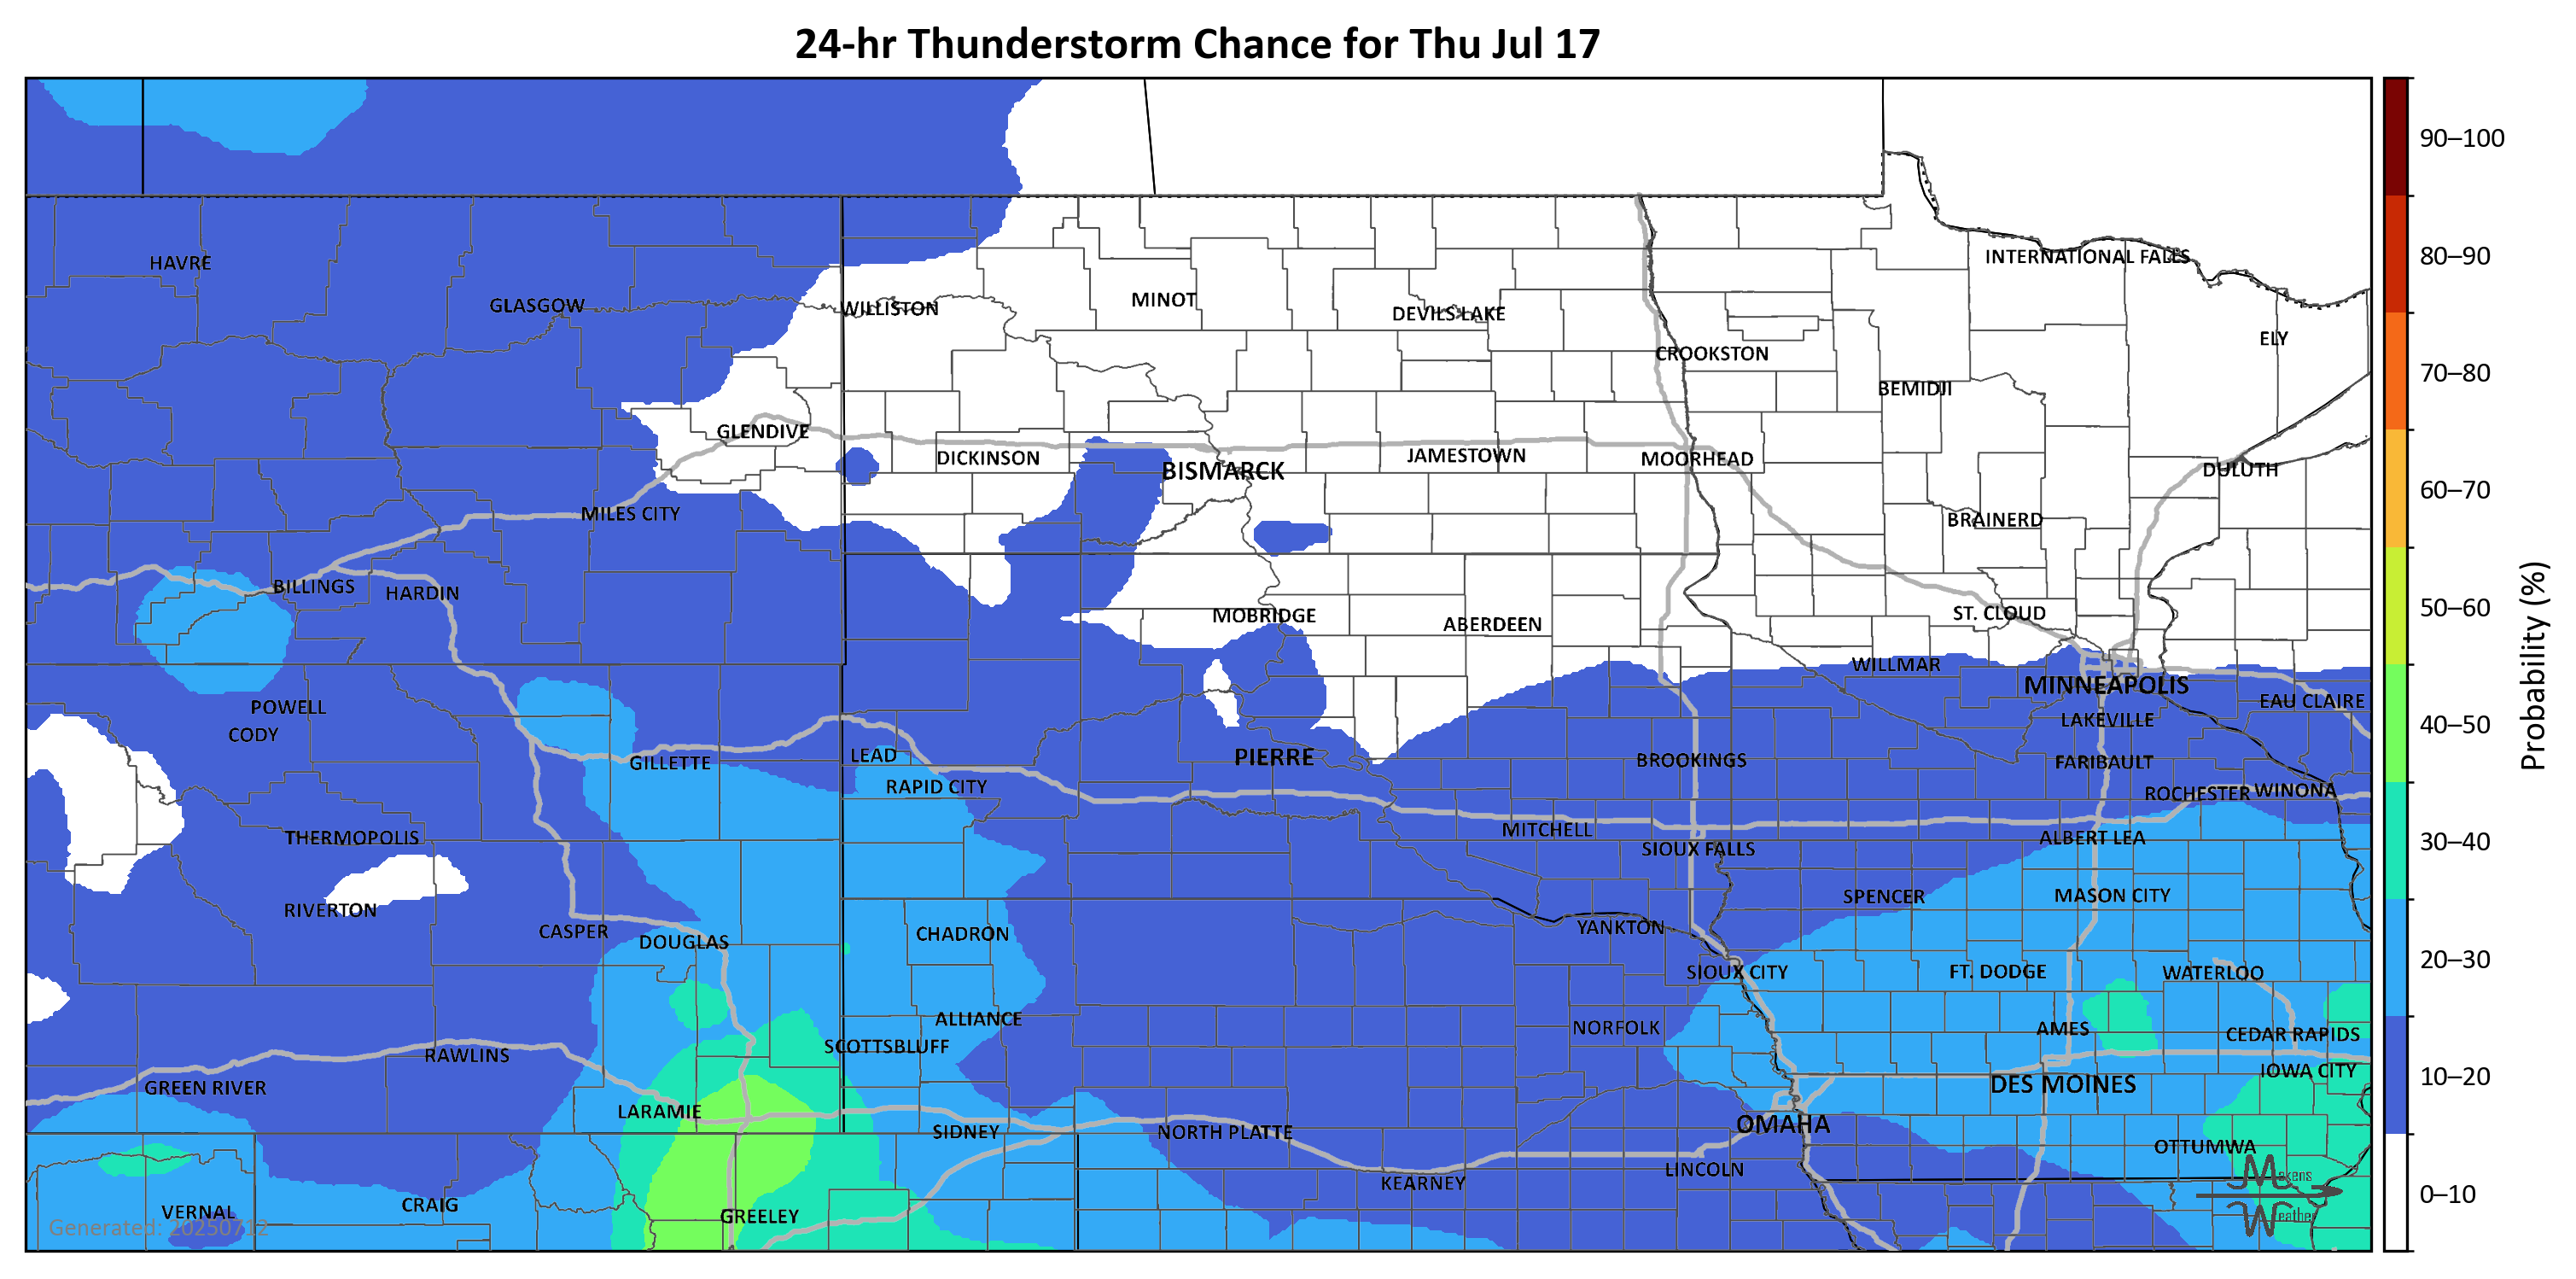 24-hr Thunderstorm Chance for Thu Jul 17
90–100
80–90
70–80
60–70
50–60
40–50
30–40
20–30
10–20
0–10
Probability (%)
HAVRE
INTERNATIONAL FALLS
GLASGOW
WILLISTON
MINOT
DEVILS LAKE
ELY
CROOKSTON
BEMIDJI
GLENDIVE
DICKINSON
BISMARCK
JAMESTOWN
MOORHEAD
DULUTH
MILES CITY
BRAINERD
BILLINGS
HARDIN
MOBRIDGE
ABERDEEN
ST. CLOUD
WILLMAR
MINNEAPOLIS
EAU CLAIRE
POWELL
LAKEVILLE
CODY
LEAD
PIERRE
BROOKINGS
FARIBAULT
GILLETTE
RAPID CITY
ROCHESTER
WINONA
THERMOPOLIS
MITCHELL
ALBERT LEA
SIOUX FALLS
SPENCER
MASON CITY
RIVERTON
CASPER
DOUGLAS
CHADRON
YANKTON
SIOUX CITY
FT. DODGE
WATERLOO
ALLIANCE
NORFOLK
AMES
CEDAR RAPIDS
SCOTTSBLUFF
RAWLINS
GREEN RIVER
DES MOINES
IOWA CITY
LARAMIE
SIDNEY
NORTH PLATTE
OMAHA
OTTUMWA
LINCOLN
KEARNEY
CRAIG
VERNAL
GREELEY
Generated: 20250712
Makens
Weather